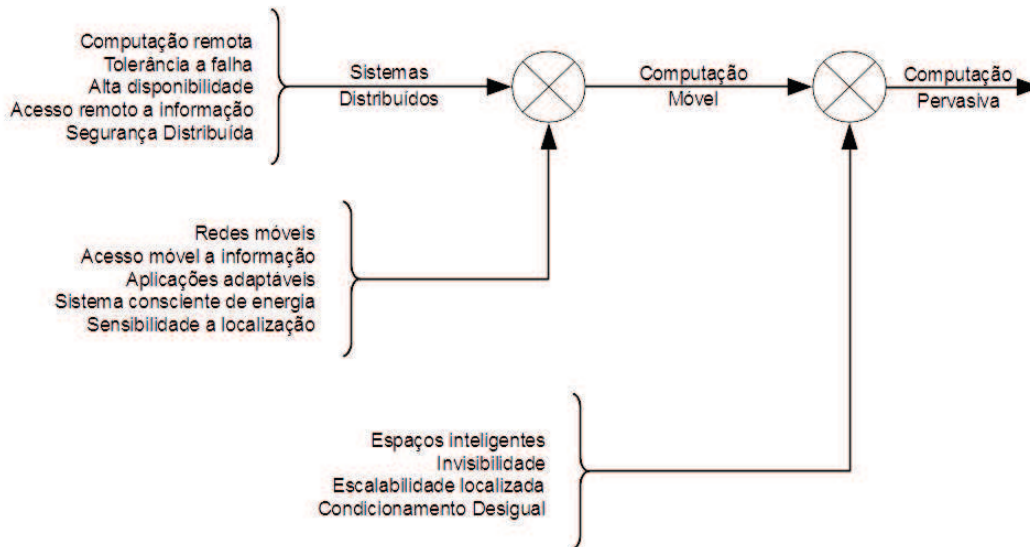 Computação remota
Tolerância a falha
Alta disponibilidade
Acesso remoto a informação
Segurança Distribuída
Sistemas
Distribuídos
Computação
Móvel
Computação
Pervasiva
Redes móveis
Acesso móvel a informação
Aplicações adaptáveis
Sistema consciente de energia
Sensibilidade a localização
Espaços inteligentes
Invisibilidade
Escalabilidade localizada
Condicionamento Desigual